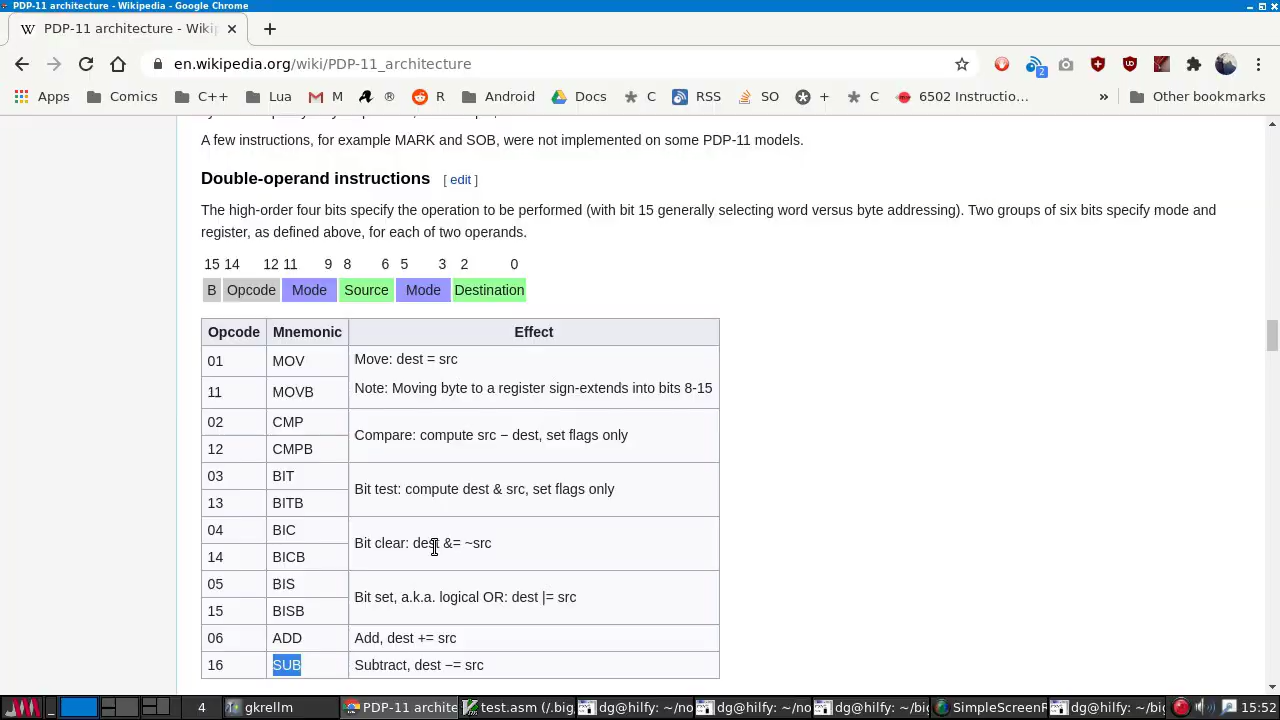 PDP-11 architecture - Wikipedia - Google Chrome
PDP-11 architecture - Wiki
en.wikipedia.org/wiki/PDP-11_architecture
2
Apps Comics C++ Lua M ® R Android Docs C RSS SO + C 6502 Instructio… » Other bookmarks
A few instructions, for example MARK and SOB, were not implemented on some PDP-11 models.
Double-operand instructions [ edit ]
The high-order four bits specify the operation to be performed (with bit 15 generally selecting word versus byte addressing). Two groups of six bits specify mode and
register, as defined above, for each of two operands.
15 14 12 11 9 8 6 5 3 2 0
B Opcode Mode Source Mode Destination
Opcode Mnemonic Effect
01 MOV Move: dest = src
11 MOVB Note: Moving byte to a register sign-extends into bits 8-15
02 CMP
Compare: compute src − dest, set flags only
12 CMPB
03 BIT
Bit test: compute dest & src, set flags only
13 BITB
04 BIC
Bit clear: dest &= ~src
14 BICB
05 BIS
Bit set, a.k.a. logical OR: dest |= src
15 BISB
06 ADD Add, dest += src
16 SUB Subtract, dest −= src
4 gkrellm PDP-11 archite test.asm (/.big dg@hilfy: ~/no dg@hilfy: ~/no dg@hilfy: ~/big SimpleScreenR dg@hilfy: ~/big 15:52